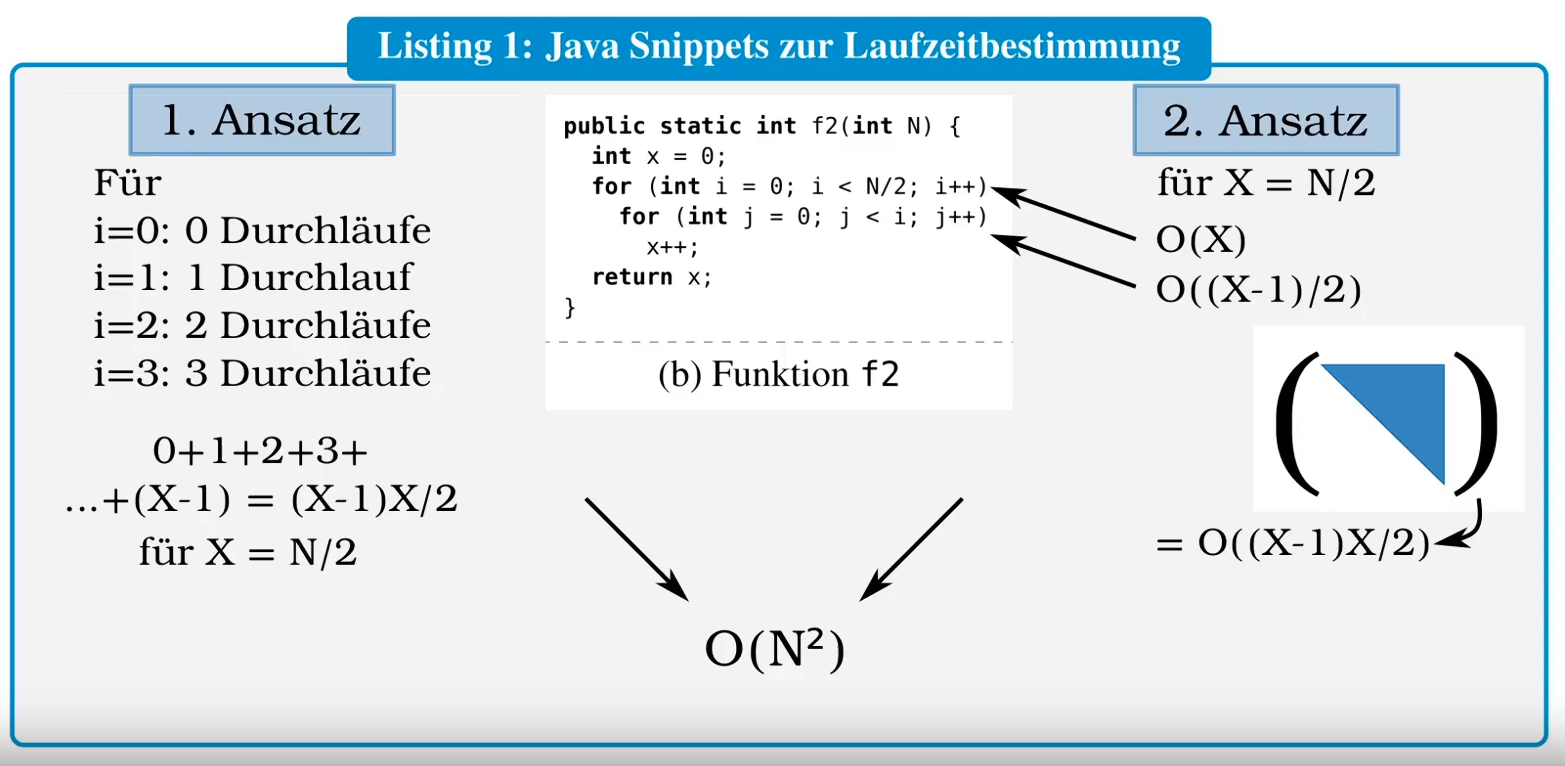 Listing 1: Java Snippets zur Laufzeitbestimmung
1. Ansatz
Für
i=0: 0 Durchläufe
i=1: 1 Durchlauf
i=2: 2 Durchläufe
i=3: 3 Durchläufe
0+1+2+3+
...+(X-1) = (X-1)X/2
für X = N/2
public static int f2(int N) {
int x = 0;
for (int i = 0; i < N/2; i++)
for (int j = 0; j < i; j++)
x++;
return x;
}
(b) Funktion f2
2. Ansatz
für X = N/2
O(X)
O((X-1)/2)
( )
= O((X-1)X/2)
O(N²)